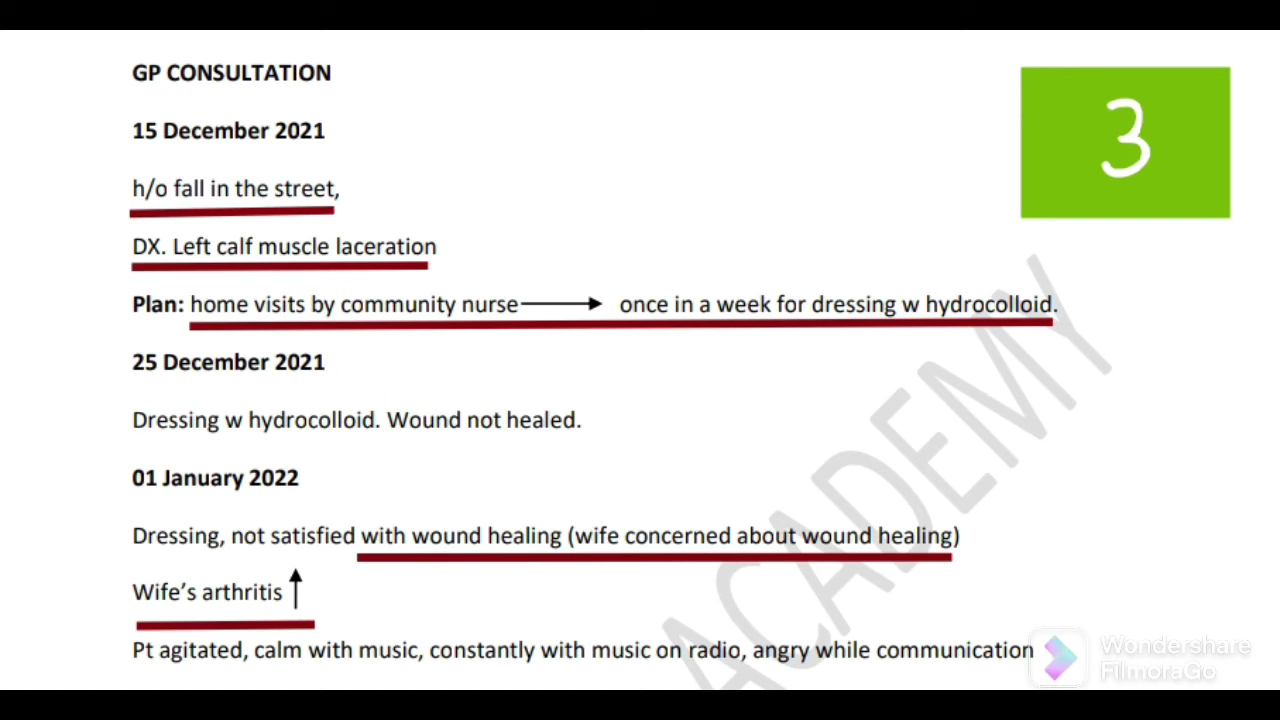 GP CONSULTATION
3
15 December 2021
h/o fall in the street,
DX. Left calf muscle laceration
Plan: home visits by community nurse → once in a week for dressing w hydrocolloid.
25 December 2021
Dressing w hydrocolloid. Wound not healed.
01 January 2022
Dressing, not satisfied with wound healing (wife concerned about wound healing)
Wife’s arthritis ↑
Pt agitated, calm with music, constantly with music on radio, angry while communication
ACADEMY
Wondershare
FilmoraGo